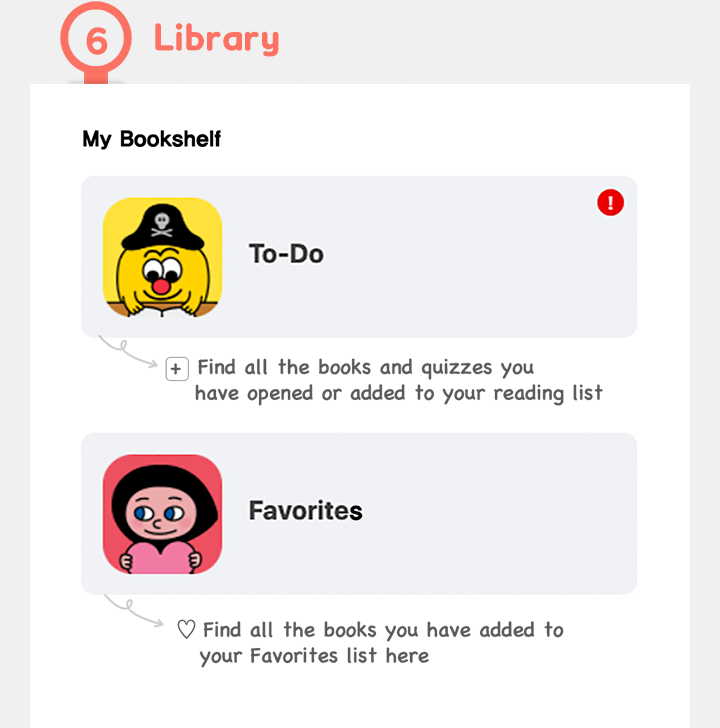 6 Library
My Bookshelf
!
To-Do
+ Find all the books and quizzes you
have opened or added to your reading list
Favorites
♡ Find all the books you have added to
your Favorites list here